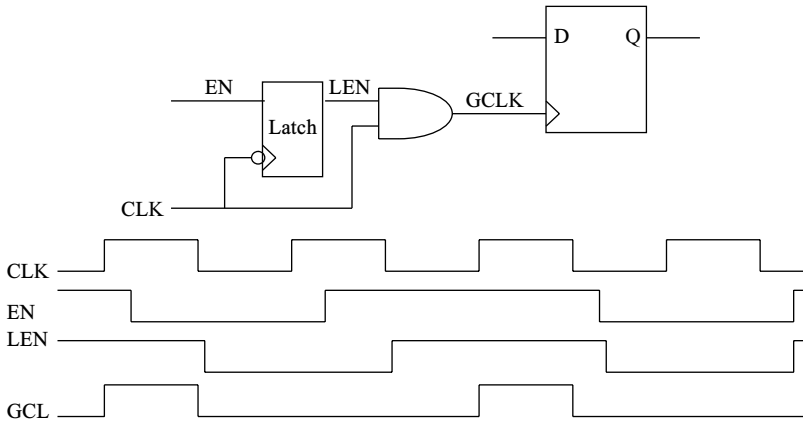 D Q
EN LEN GCLK
Latch
CLK
CLK
EN
LEN
GCL